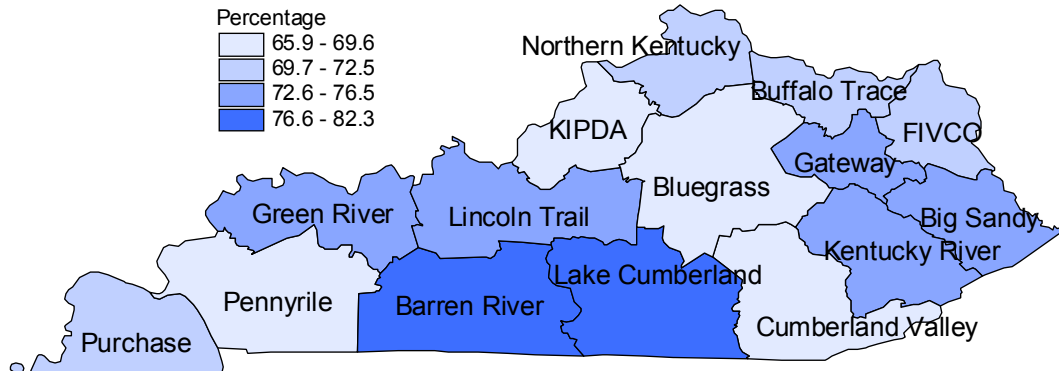 Percentage
65.9 - 69.6
69.7 - 72.5
72.6 - 76.5
76.6 - 82.3
Northern Kentucky
Buffalo Trace
KIPDA
FIVCO
Gateway
Bluegrass
Green River
Lincoln Trail
Big Sandy
Kentucky River
Lake Cumberland
Pennyrile
Barren River
Cumberland Valley
Purchase